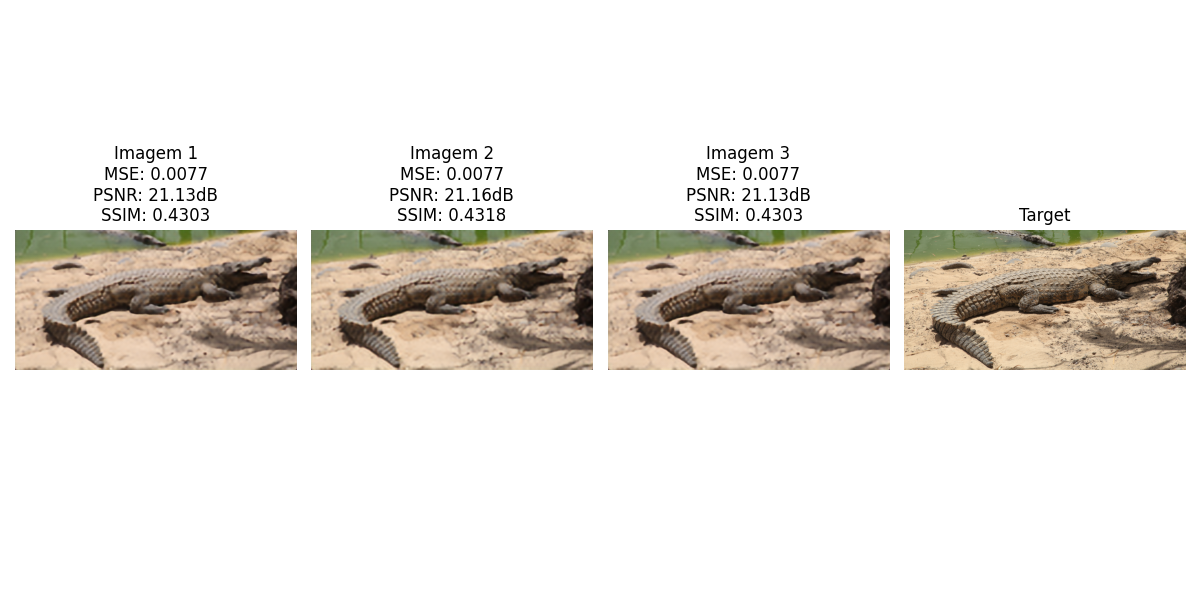 Imagem 1
MSE: 0.0077
PSNR: 21.13dB
SSIM: 0.4303
Imagem 2
MSE: 0.0077
PSNR: 21.16dB
SSIM: 0.4318
Imagem 3
MSE: 0.0077
PSNR: 21.13dB
SSIM: 0.4303
Target